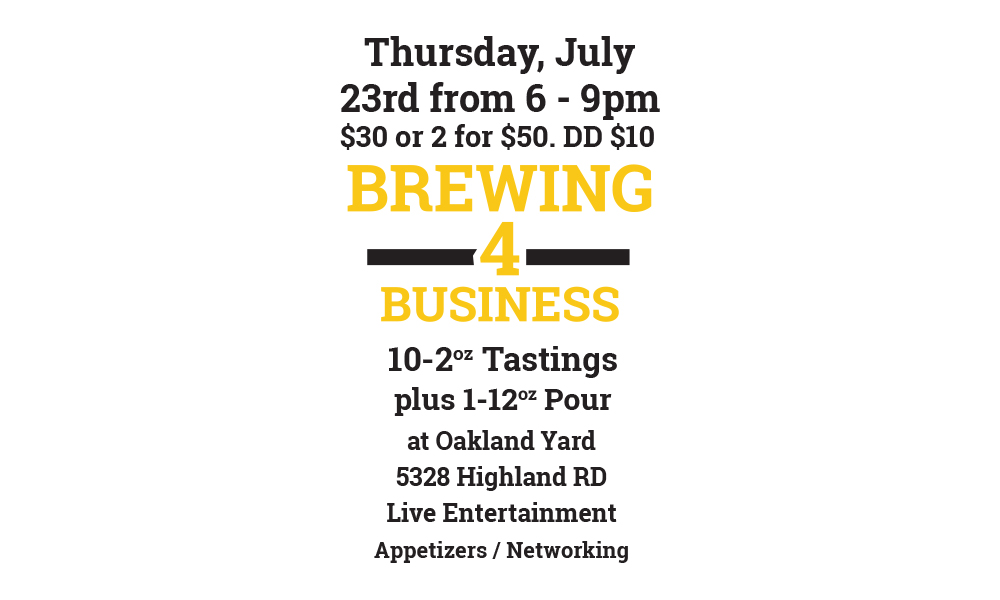 Thursday, July
23rd from 6 - 9pm
$30 or 2 for $50. DD $10
BREWING
4
BUSINESS
10-2oz Tastings
plus 1-12oz Pour
at Oakland Yard
5328 Highland RD
Live Entertainment
Appetizers / Networking